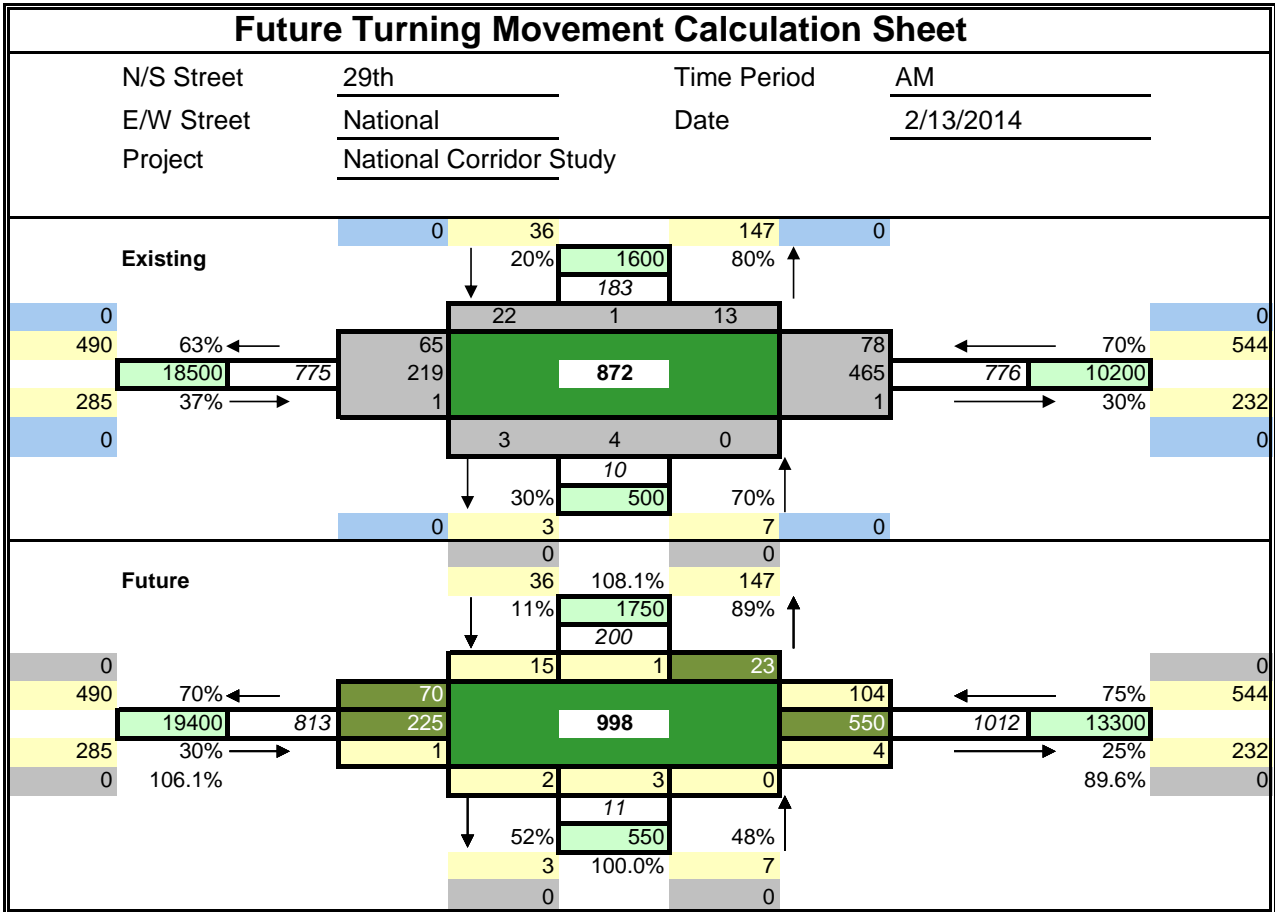 Future Turning Movement Calculation Sheet
N/S Street 29th Time Period AM
E/W Street National Date 2/13/2014
Project National Corridor Study
0 36 147 0
Existing 20% 1600 80%
183
0 22 1 13 0
490 63% 65 78 70% 544
18500 775 219 872 465 776 10200
285 37% 1 1 30% 232
0 3 4 0 0
10
30% 500 70%
0 3 7 0
0 0
Future 36 108.1% 147
11% 1750 89%
200
0 15 1 23 0
490 70% 70 104 75% 544
19400 813 225 998 550 1012 13300
285 30% 1 4 25% 232
0 106.1% 2 3 0 89.6% 0
11
52% 550 48%
3 100.0% 7
0 0